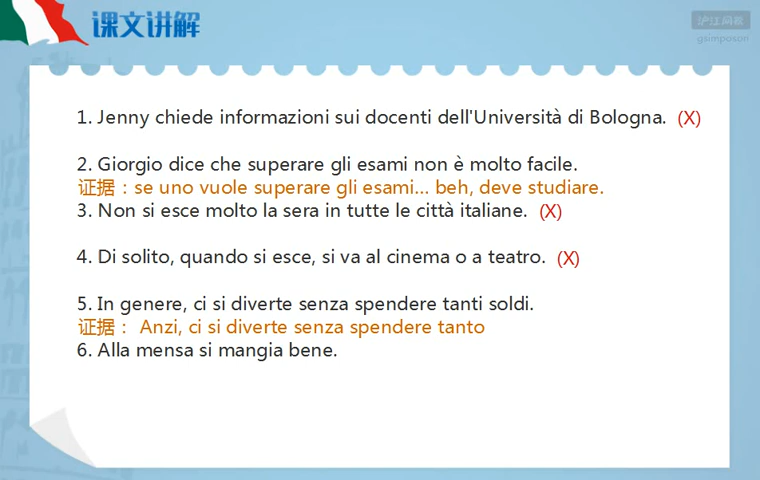 课文讲解
沪江网校
gsimpason
1. Jenny chiede informazioni sui docenti dell'Università di Bologna. (X)
2. Giorgio dice che superare gli esami non è molto facile.
证据：se uno vuole superare gli esami... beh, deve studiare.
3. Non si esce molto la sera in tutte le città italiane. (X)
4. Di solito, quando si esce, si va al cinema o a teatro. (X)
5. In genere, ci si diverte senza spendere tanti soldi.
证据： Anzi, ci si diverte senza spendere tanto
6. Alla mensa si mangia bene.